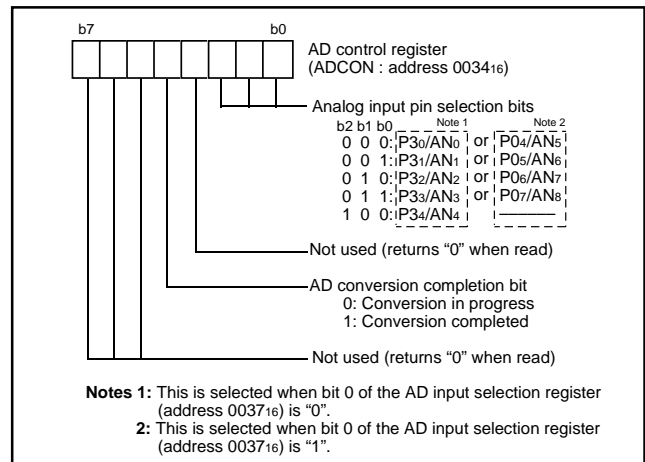 b7 b0
AD control register
(ADCON : address 0034₁₆)
Analog input pin selection bits
b2 b1 b0 Note 1 Note 2
0 0 0: P3₀/AN₀ or P0₄/AN₅
0 0 1: P3₁/AN₁ or P0₅/AN₆
0 1 0: P3₂/AN₂ or P0₆/AN₇
0 1 1: P3₃/AN₃ or P0₇/AN₈
1 0 0: P3₄/AN₄ ———
Not used (returns “0” when read)
AD conversion completion bit
0: Conversion in progress
1: Conversion completed
Not used (returns “0” when read)
Notes 1: This is selected when bit 0 of the AD input selection register
(address 0037₁₆) is “0”.
2: This is selected when bit 0 of the AD input selection register
(address 0037₁₆) is “1”.